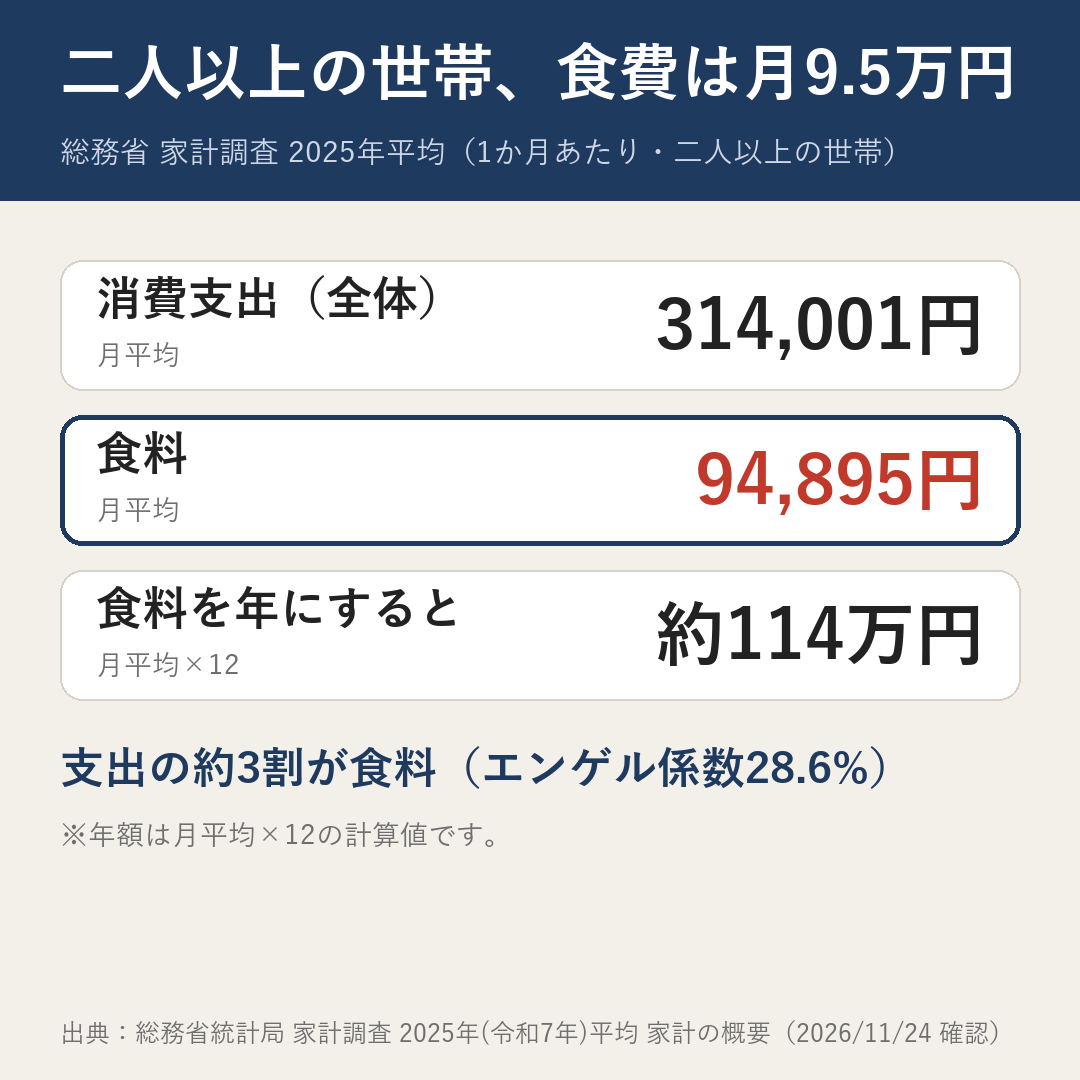 二人以上の世帯、食費は月9.5万円
総務省 家計調査 2025年平均（1か月あたり・二人以上の世帯）
消費支出（全体）
月平均
314,001円
食料
月平均
94,895円
食料を年にすると
月平均×12
約114万円
支出の約3割が食料（エンゲル係数28.6%）
※年額は月平均×12の計算値です。
出典：総務省統計局 家計調査 2025年(令和7年)平均 家計の概要（2026/11/24 確認）